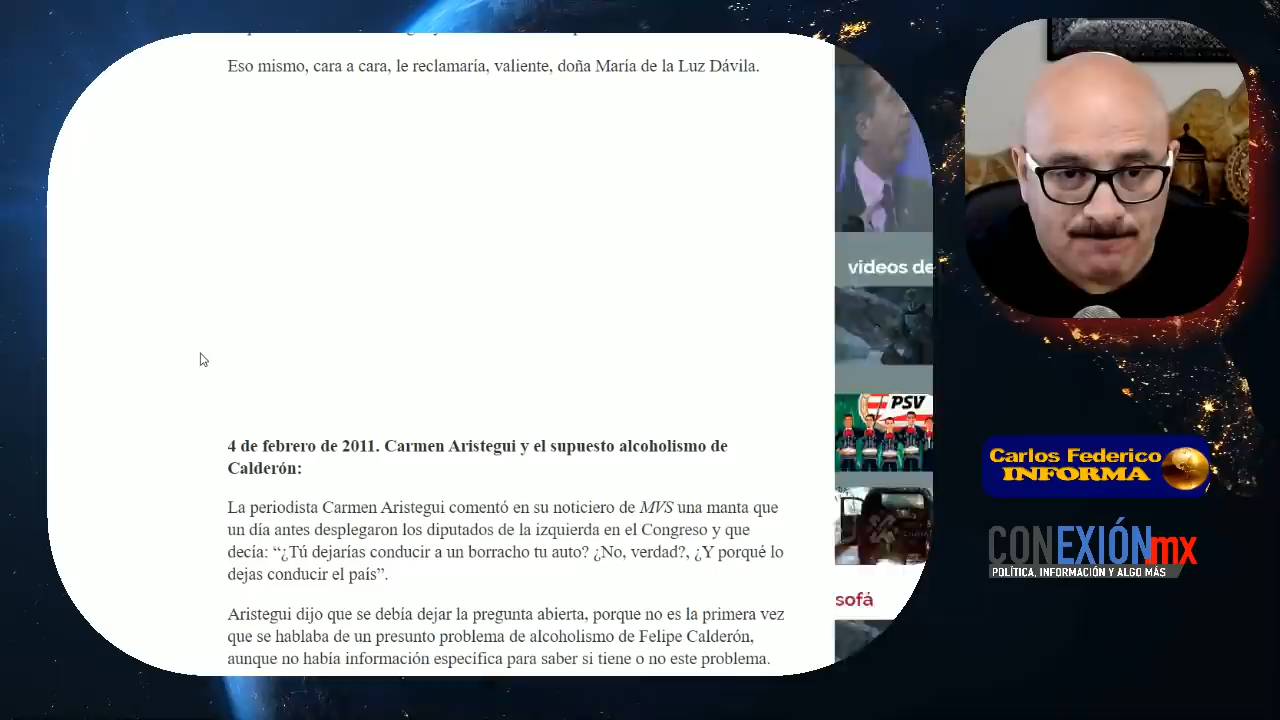 Eso mismo, cara a cara, le reclamaría, valiente, doña María de la Luz Dávila.
4 de febrero de 2011. Carmen Aristegui y el supuesto alcoholismo de
Calderón:
La periodista Carmen Aristegui comentó en su noticiero de MVS una manta que
un día antes desplegaron los diputados de la izquierda en el Congreso y que
decía: “¿Tú dejarías conducir a un borracho tu auto? ¿No, verdad?, ¿Y porqué lo
dejas conducir el país”.
Aristegui dijo que se debía dejar la pregunta abierta, porque no es la primera vez
que se hablaba de un presunto problema de alcoholismo de Felipe Calderón,
aunque no había información específica para saber si tiene o no este problema.
videos de
PSV
sofá
Carlos Federico
INFORMA
CONEXIÓN.mx
POLÍTICA, INFORMACIÓN Y ALGO MÁS